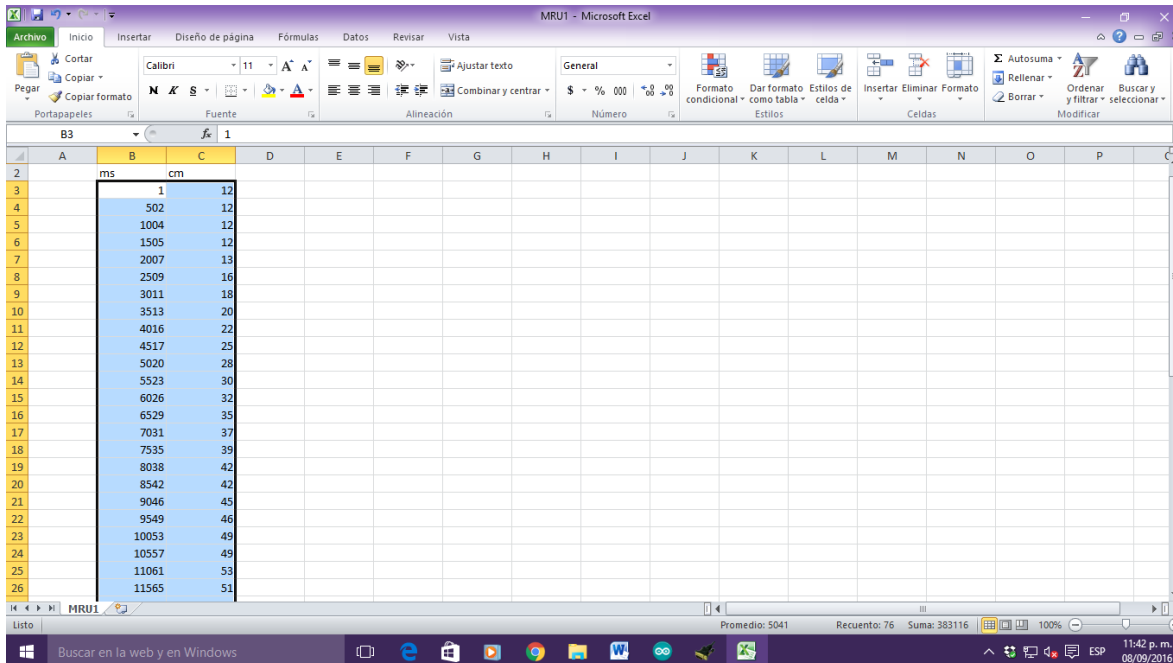 MRU1 - Microsoft Excel
Archivo Inicio Insertar Diseño de página Fórmulas Datos Revisar Vista
Pegar
Cortar
Copiar
Copiar formato
Portapapeles
Calibri 11 A A
N K S A
Fuente
Ajustar texto
Combinar y centrar
Alineación
General
$ % 000
Número
Formato condicional
Dar formato como tabla
Estilos de celda
Estilos
Insertar Eliminar Formato
Celdas
Σ Autosuma
Rellenar
Borrar
Ordenar y filtrar
Buscar y seleccionar
Modificar
B3 fx 1
A B C D E F G H I J K L M N O P
2 ms cm
3 1 12
4 502 12
5 1004 12
6 1505 12
7 2007 13
8 2509 16
9 3011 18
10 3513 20
11 4016 22
12 4517 25
13 5020 28
14 5523 30
15 6026 32
16 6529 35
17 7031 37
18 7535 39
19 8038 42
20 8542 42
21 9046 45
22 9549 46
23 10053 49
24 10557 49
25 11061 53
26 11565 51
MRU1
Listo Promedio: 5041 Recuento: 76 Suma: 383116 100%
Buscar en la web y en Windows
ESP
11:42 p. m.
08/09/2016